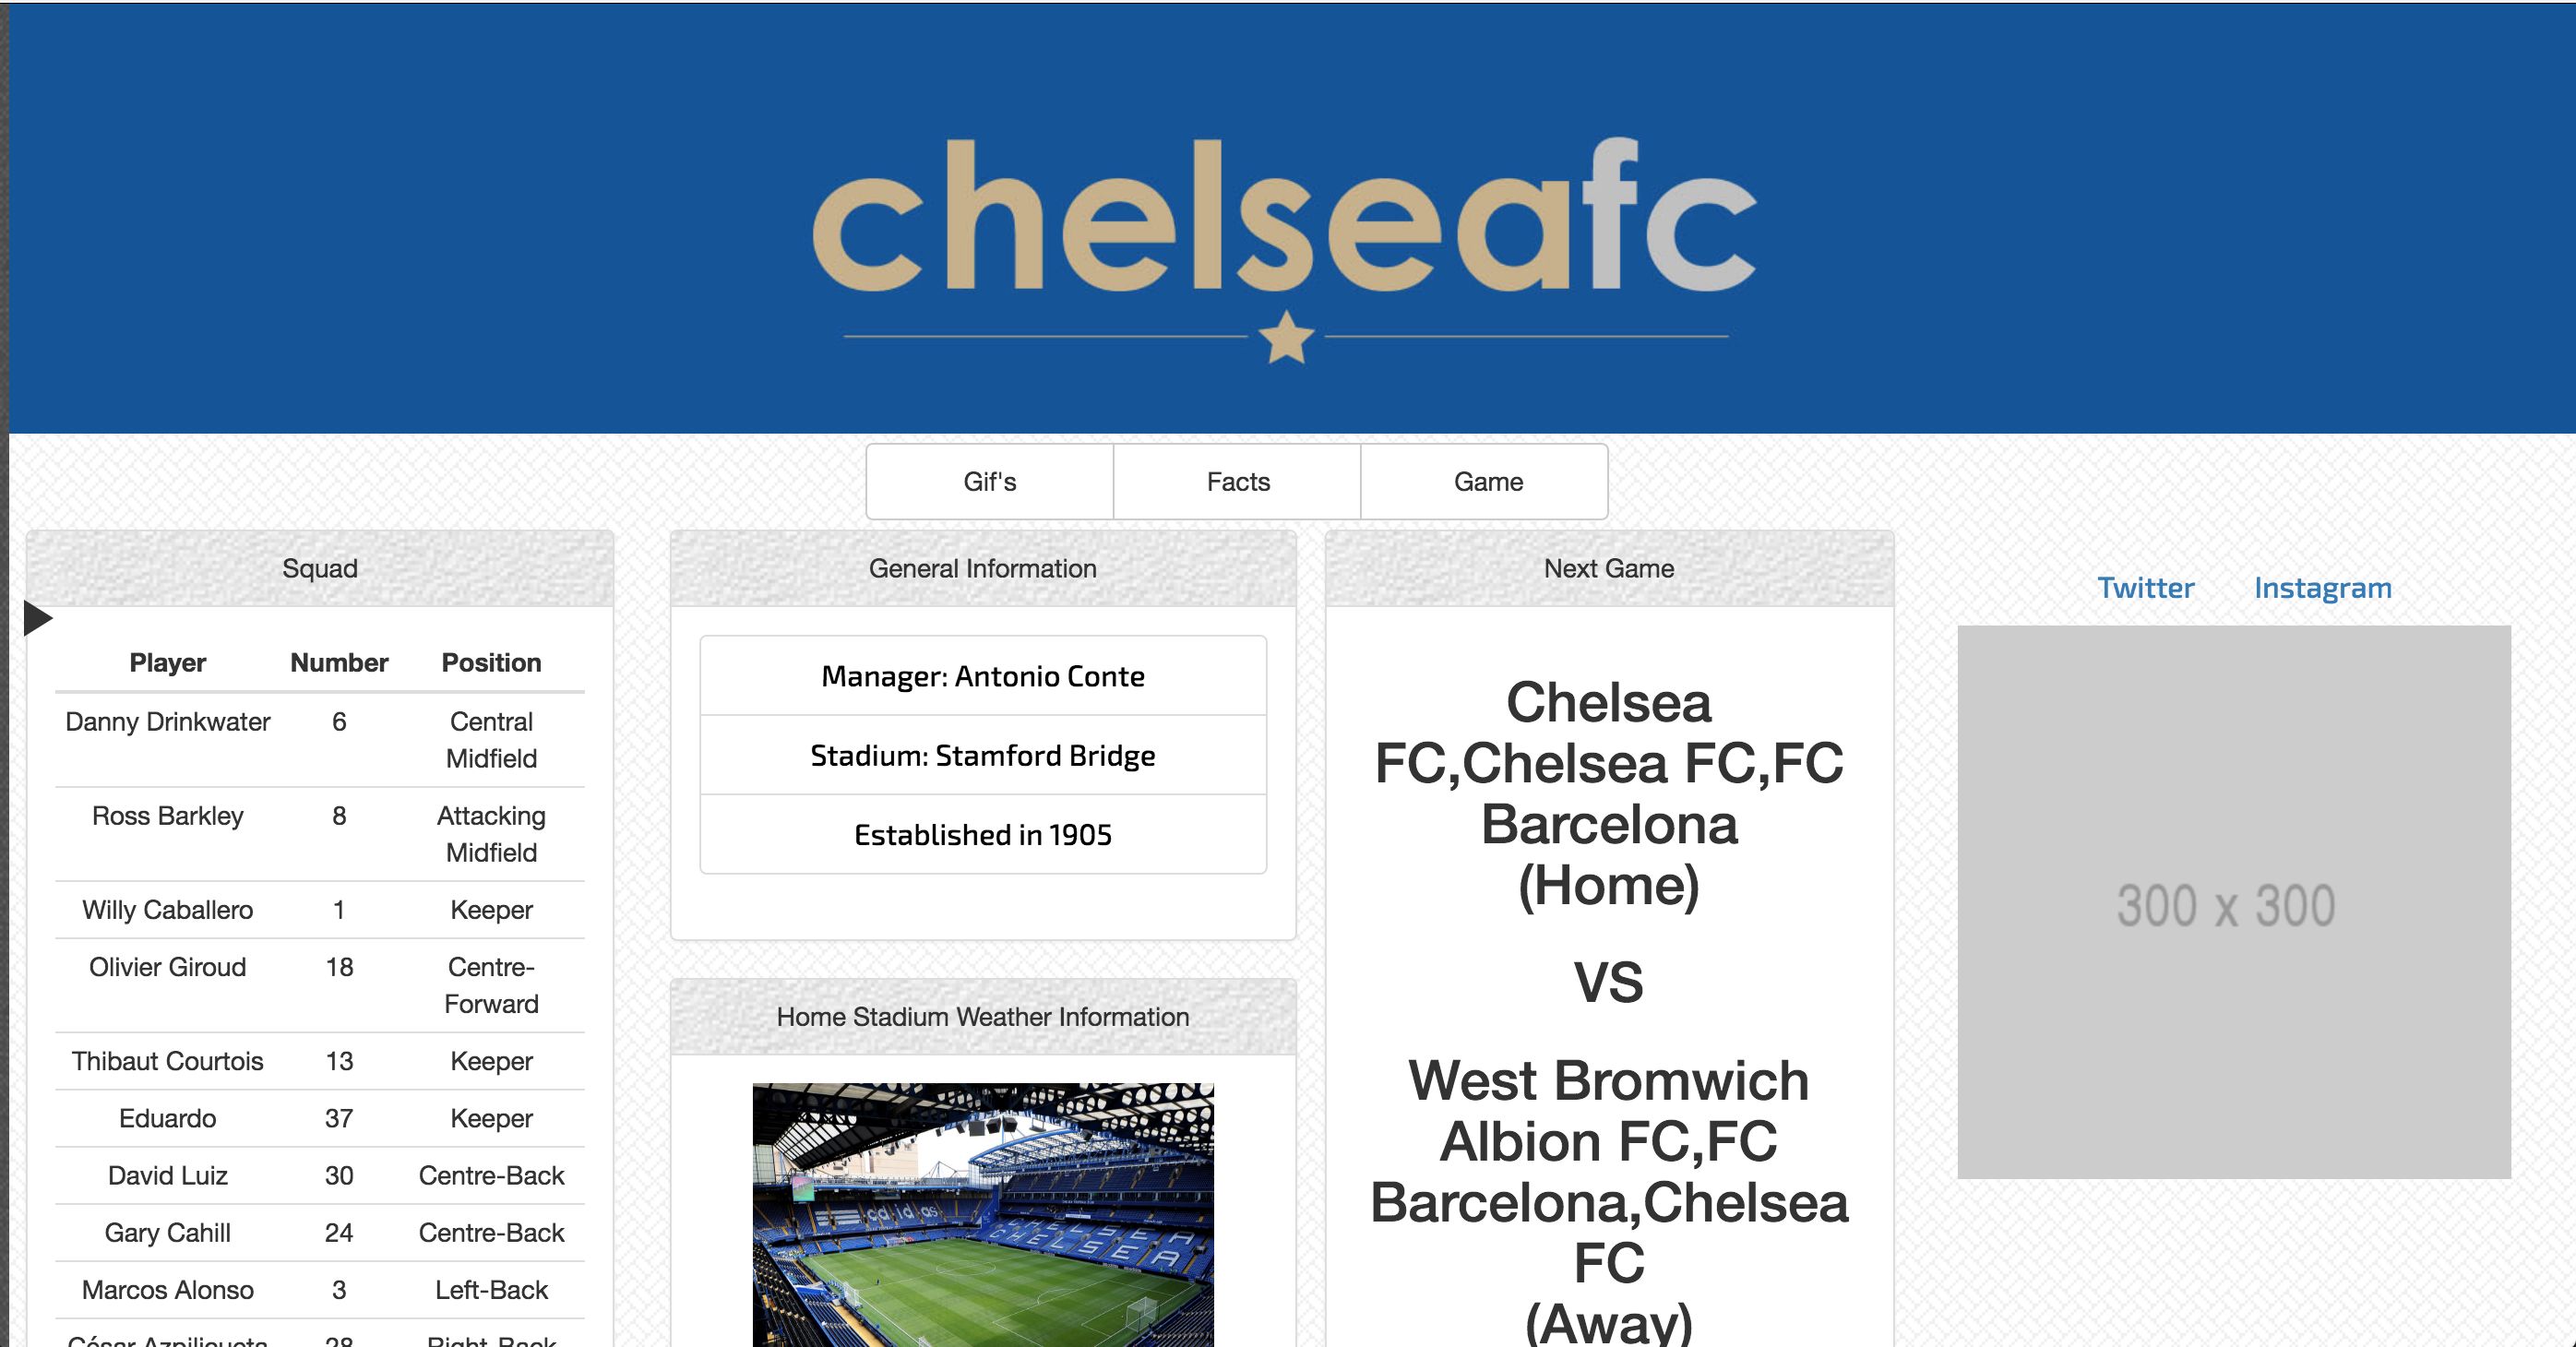 chelseafc
Gif's
Facts
Game
Squad
Player Number Position
Danny Drinkwater 6 Central
Midfield
Ross Barkley 8 Attacking
Midfield
Willy Caballero 1 Keeper
Olivier Giroud 18 Centre-
Forward
Thibaut Courtois 13 Keeper
Eduardo 37 Keeper
David Luiz 30 Centre-Back
Gary Cahill 24 Centre-Back
Marcos Alonso 3 Left-Back
César Azpilicueta 28 Right-Back
General Information
Manager: Antonio Conte
Stadium: Stamford Bridge
Established in 1905
Home Stadium Weather Information
adidas
CHELSEA
CHELSEA
Next Game
Chelsea
FC,Chelsea FC,FC
Barcelona
(Home)
VS
West Bromwich
Albion FC,FC
Barcelona,Chelsea
FC
(Away)
Twitter Instagram
300 x 300